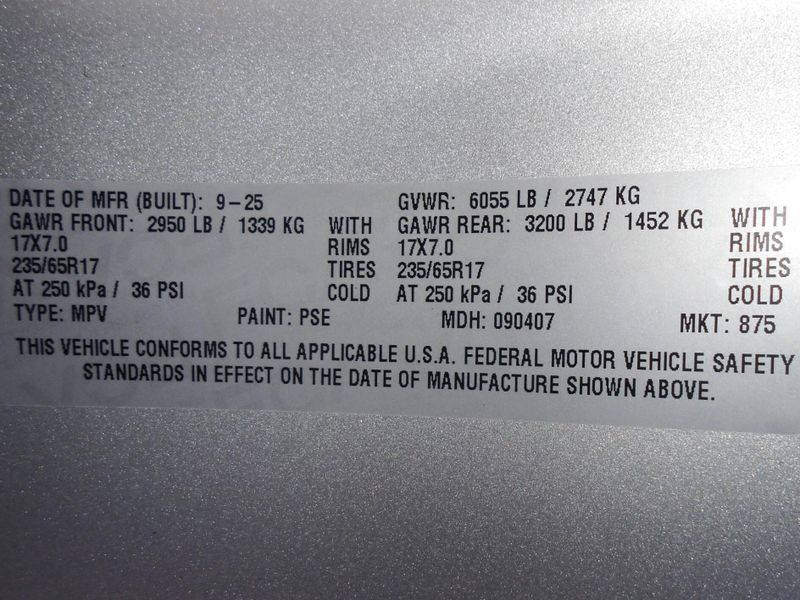 DATE OF MFR (BUILT): 9-25 GVWR: 6055 LB / 2747 KG
GAWR FRONT: 2950 LB / 1339 KG WITH GAWR REAR: 3200 LB / 1452 KG WITH
17X7.0 RIMS 17X7.0 RIMS
235/65R17 TIRES 235/65R17 TIRES
AT 250 kPa / 36 PSI COLD AT 250 kPa / 36 PSI COLD
TYPE: MPV PAINT: PSE MDH: 090407 MKT: 875
THIS VEHICLE CONFORMS TO ALL APPLICABLE U.S.A. FEDERAL MOTOR VEHICLE SAFETY
STANDARDS IN EFFECT ON THE DATE OF MANUFACTURE SHOWN ABOVE.